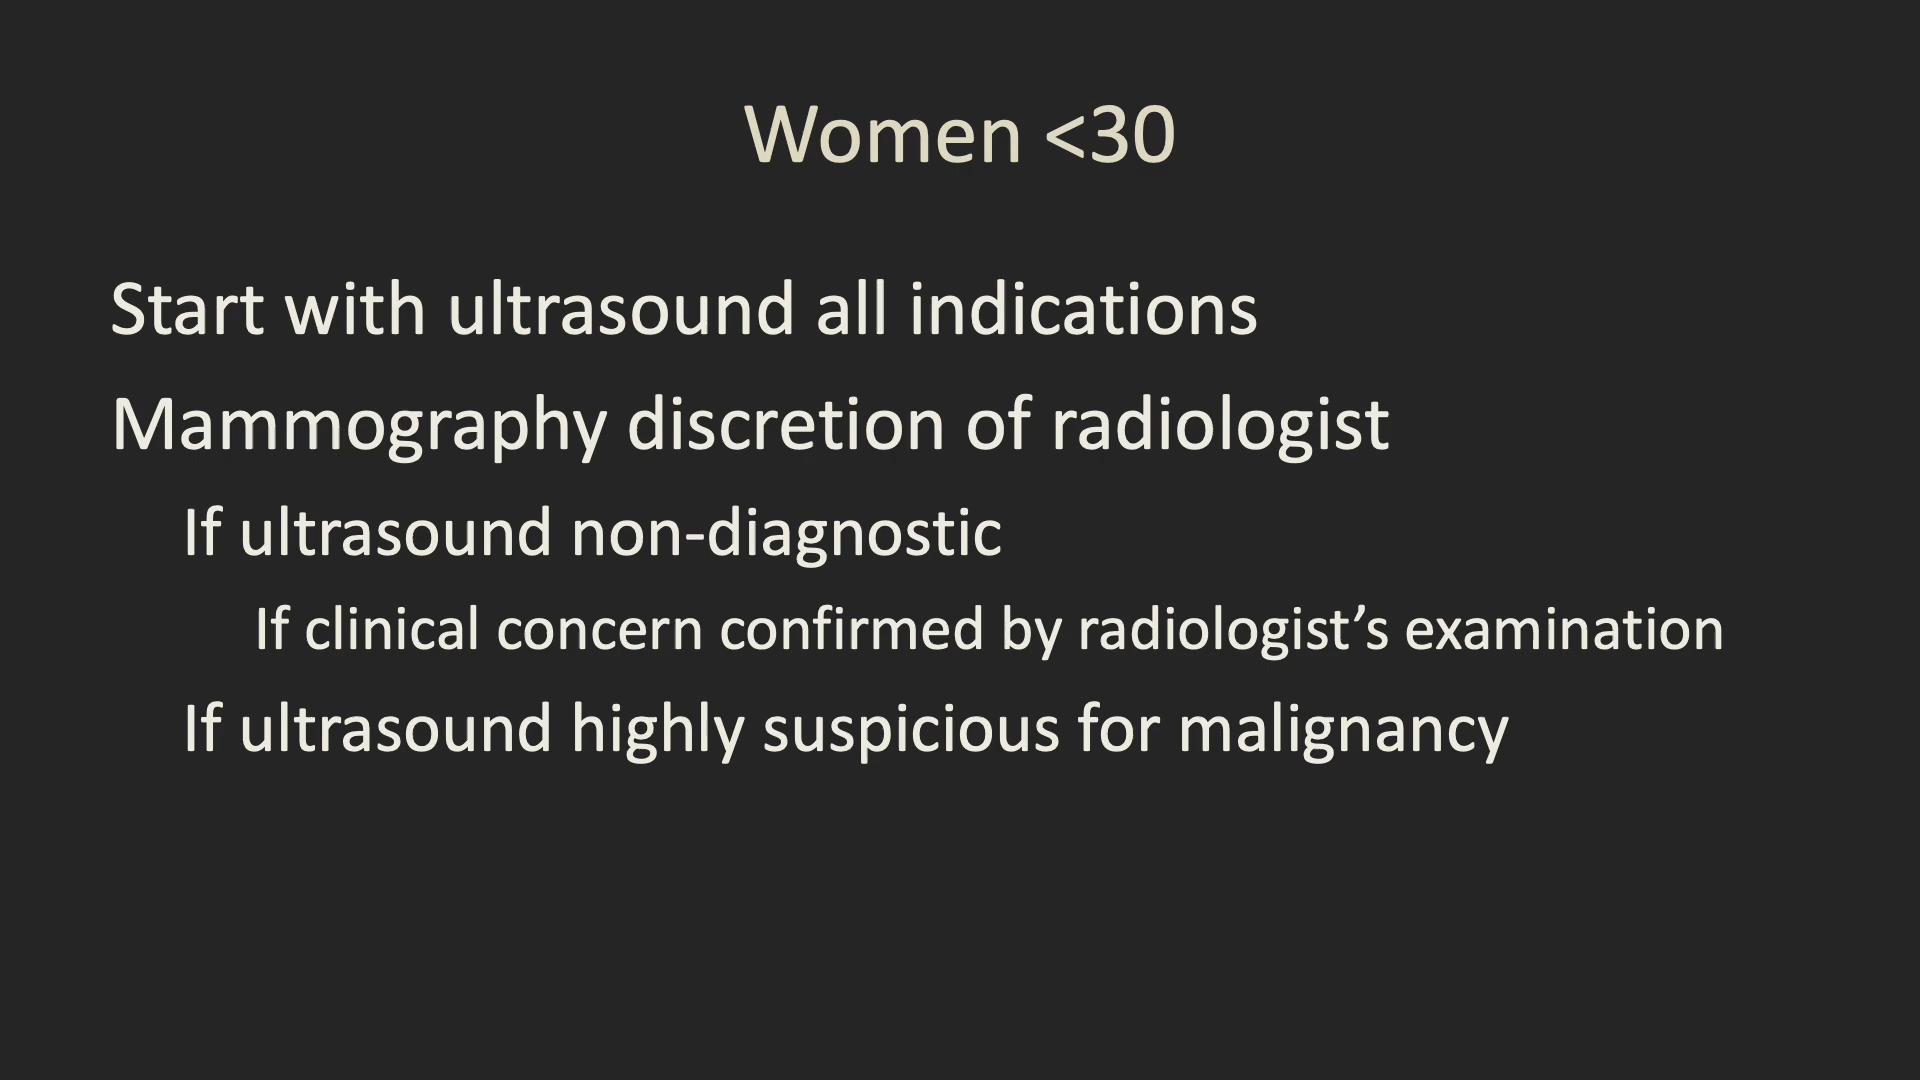 Women <30
Start with ultrasound all indications
Mammography discretion of radiologist
If ultrasound non-diagnostic
If clinical concern confirmed by radiologist’s examination
If ultrasound highly suspicious for malignancy